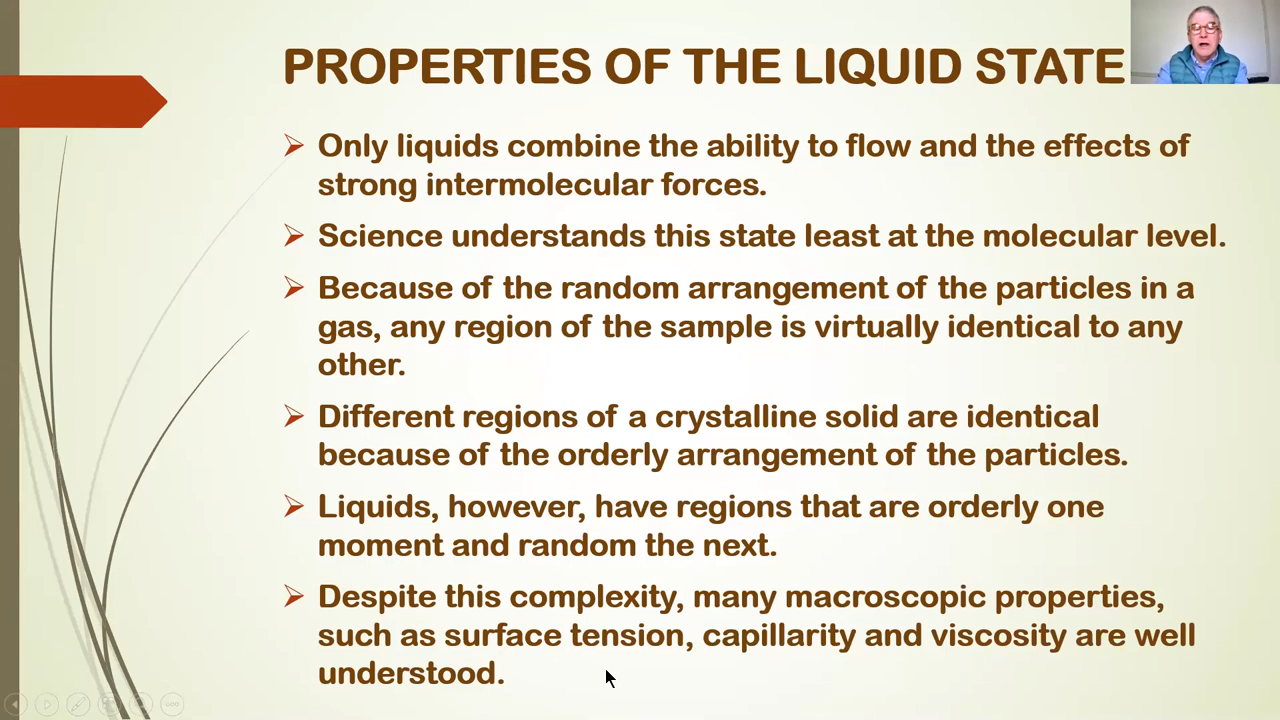 PROPERTIES OF THE LIQUID STATE
Only liquids combine the ability to flow and the effects of
strong intermolecular forces.
Science understands this state least at the molecular level.
Because of the random arrangement of the particles in a
gas, any region of the sample is virtually identical to any
other.
Different regions of a crystalline solid are identical
because of the orderly arrangement of the particles.
Liquids, however, have regions that are orderly one
moment and random the next.
Despite this complexity, many macroscopic properties,
such as surface tension, capillarity and viscosity are well
understood.